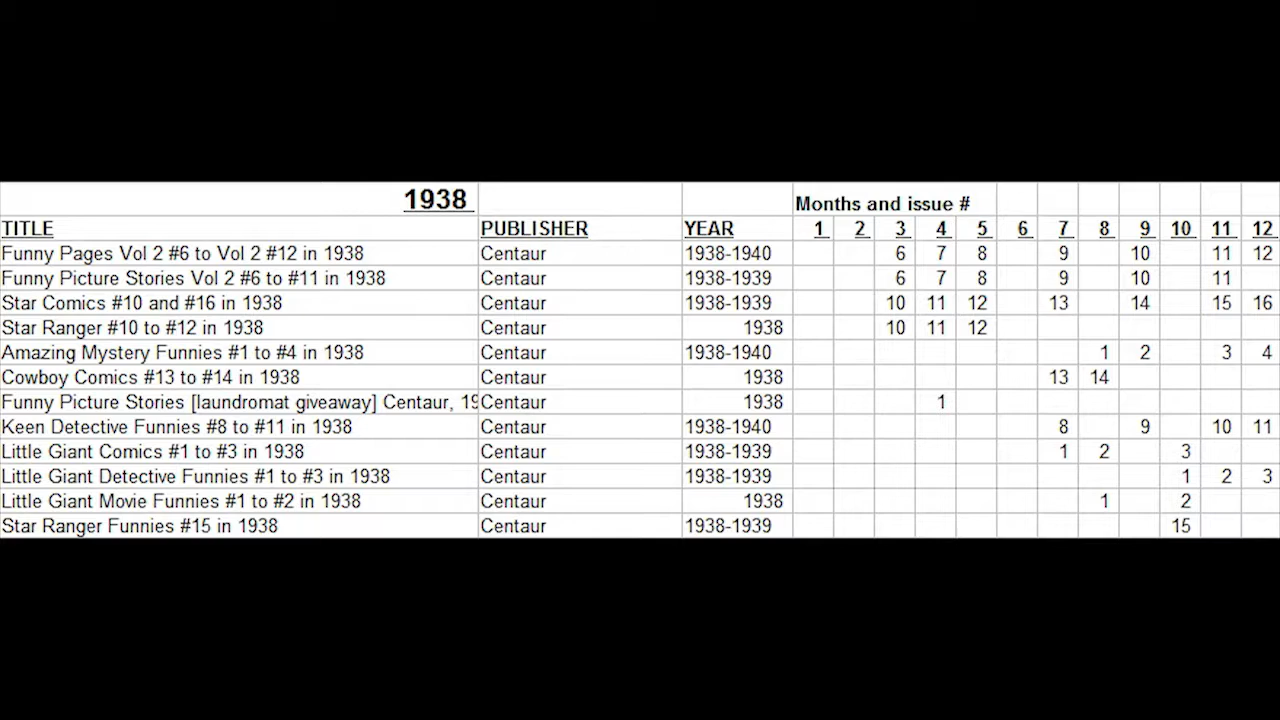 1938
Months and issue #
TITLE PUBLISHER YEAR 1 2 3 4 5 6 7 8 9 10 11 12
Funny Pages Vol 2 #6 to Vol 2 #12 in 1938 Centaur 1938-1940 6 7 8 9 10 11 12
Funny Picture Stories Vol 2 #6 to #11 in 1938 Centaur 1938-1939 6 7 8 9 10 11
Star Comics #10 and #16 in 1938 Centaur 1938-1939 10 11 12 13 14 15 16
Star Ranger #10 to #12 in 1938 Centaur 1938 10 11 12
Amazing Mystery Funnies #1 to #4 in 1938 Centaur 1938-1940 1 2 3 4
Cowboy Comics #13 to #14 in 1938 Centaur 1938 13 14
Funny Picture Stories [laundromat giveaway] Centaur, 19 Centaur 1938 1
Keen Detective Funnies #8 to #11 in 1938 Centaur 1938-1940 8 9 10 11
Little Giant Comics #1 to #3 in 1938 Centaur 1938-1939 1 2 3
Little Giant Detective Funnies #1 to #3 in 1938 Centaur 1938-1939 1 2 3
Little Giant Movie Funnies #1 to #2 in 1938 Centaur 1938 1 2
Star Ranger Funnies #15 in 1938 Centaur 1938-1939 15